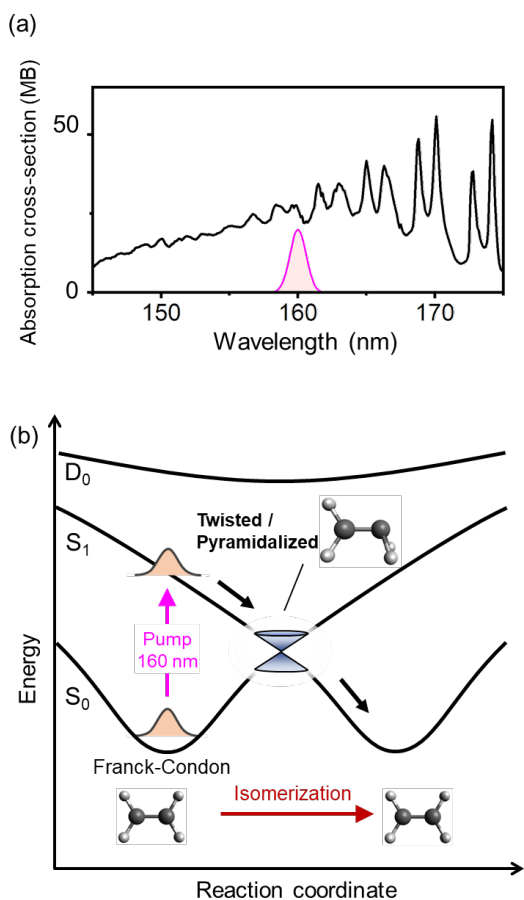 (a)
Absorption cross-section (MB)
50
0
150
160
170
Wavelength (nm)
(b)
D0
S1
Twisted /
Pyramidalized
Pump
160 nm
S0
Energy
Franck-Condon
Isomerization
Reaction coordinate